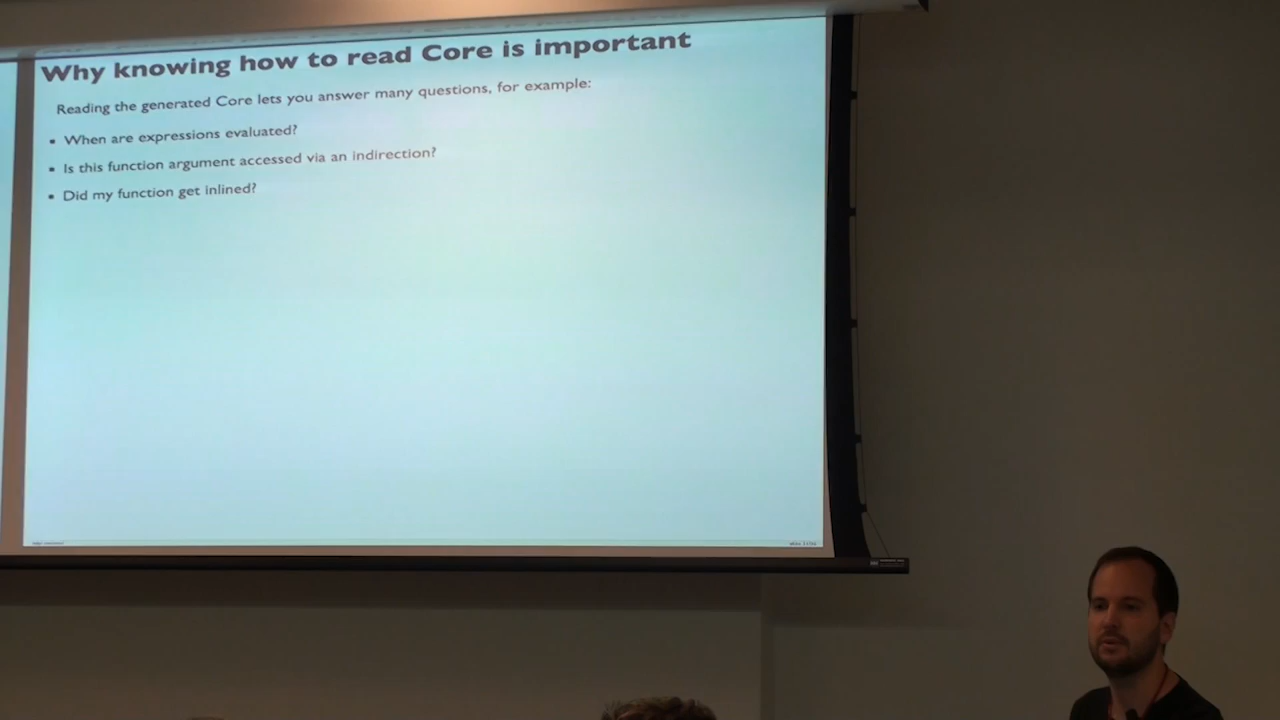 Why knowing how to read Core is important
Reading the generated Core lets you answer many questions, for example:
▪ When are expressions evaluated?
▪ Is this function argument accessed via an indirection?
▪ Did my function get inlined?